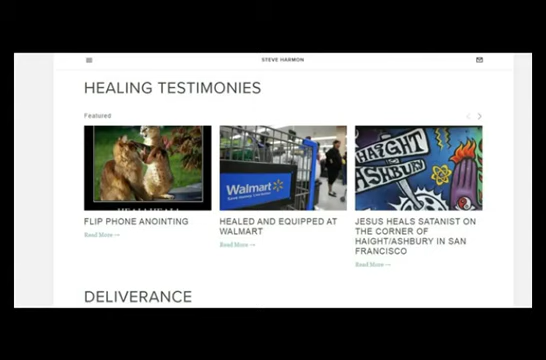 STEVE HARMON
HEALING TESTIMONIES
Featured
Walmart
HAIGHT
ASHBURY
FLIP PHONE ANOINTING
Read More →
HEALED AND EQUIPPED AT
WALMART
Read More →
JESUS HEALS SATANIST ON
THE CORNER OF
HAIGHT/ASHBURY IN SAN
FRANCISCO
Read More →
DELIVERANCE